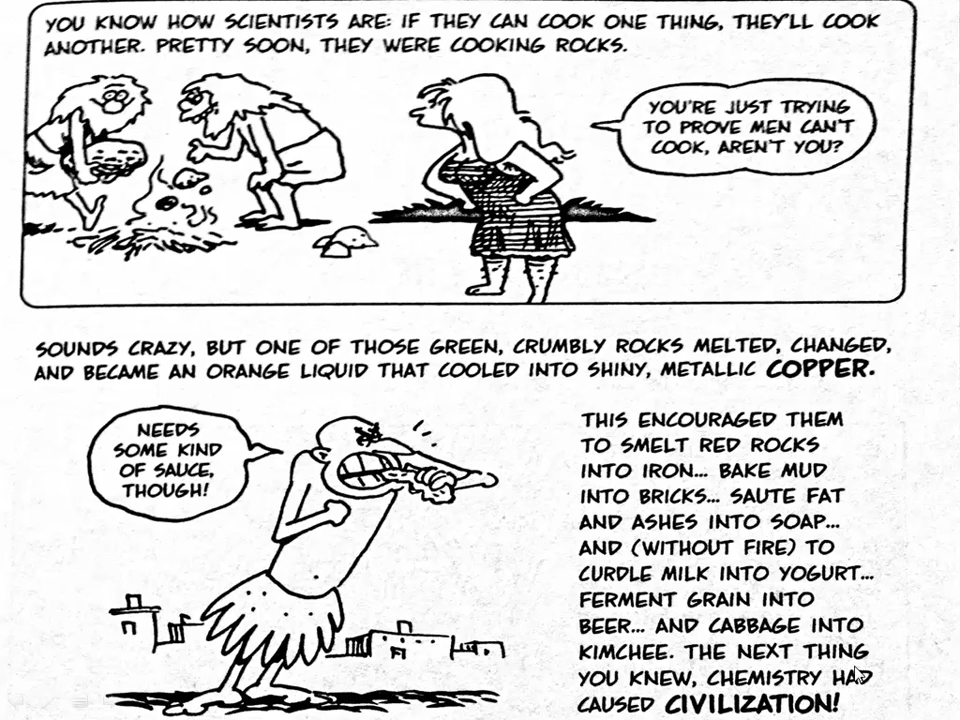 YOU KNOW HOW SCIENTISTS ARE: IF THEY CAN COOK ONE THING, THEY'LL COOK
ANOTHER. PRETTY SOON, THEY WERE COOKING ROCKS.
YOU'RE JUST TRYING
TO PROVE MEN CAN'T
COOK, AREN'T YOU?
SOUNDS CRAZY, BUT ONE OF THOSE GREEN, CRUMBLY ROCKS MELTED, CHANGED,
AND BECAME AN ORANGE LIQUID THAT COOLED INTO SHINY, METALLIC COPPER.
NEEDS
SOME KIND
OF SAUCE,
THOUGH!
THIS ENCOURAGED THEM
TO SMELT RED ROCKS
INTO IRON... BAKE MUD
INTO BRICKS... SAUTE FAT
AND ASHES INTO SOAP...
AND (WITHOUT FIRE) TO
CURDLE MILK INTO YOGURT...
FERMENT GRAIN INTO
BEER... AND CABBAGE INTO
KIMCHEE. THE NEXT THING
YOU KNEW, CHEMISTRY HAD
CAUSED CIVILIZATION!